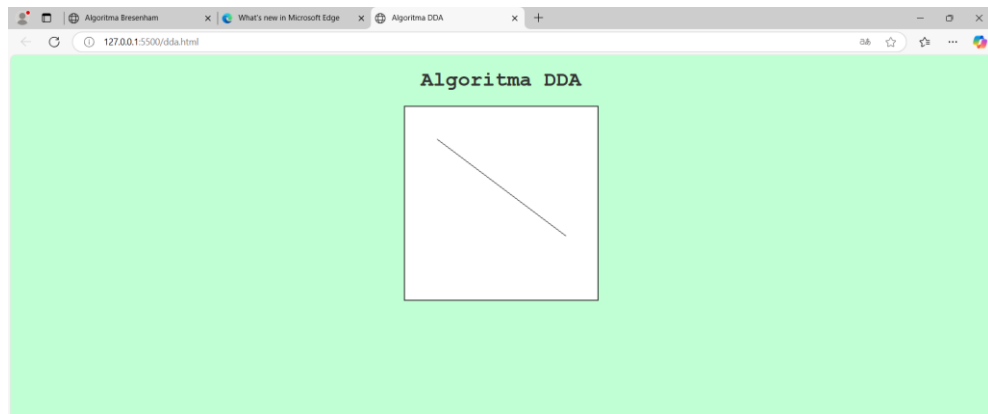 Algoritma Bresenham
What's new in Microsoft Edge
Algoritma DDA
127.0.0.1:5500/dda.html
Algoritma DDA